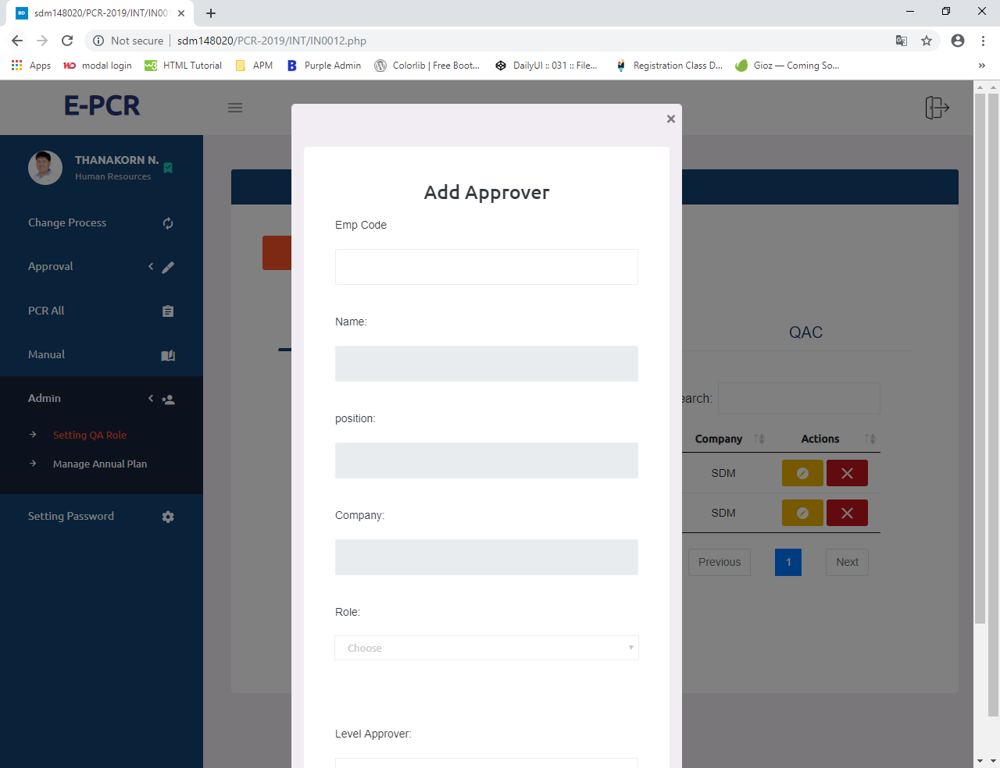 sdm148020/PCR-2019/INT/IN00
Not secure
sdm148020/PCR-2019/INT/IN0012.php
Apps
modal login
HTML Tutorial
APM
Purple Admin
Colorlib | Free Boot...
DailyUI :: 031 :: File...
Registration Class D...
Gioz — Coming So...
E-PCR
THANAKORN N.
Human Resources
Change Process
Approval
PCR All
Manual
Admin
Setting QA Role
Manage Annual Plan
Setting Password
Add Approver
Emp Code
Name:
position:
Company:
Role:
Choose
Level Approver:
QAC
earch:
Company
Actions
SDM
SDM
Previous
1
Next